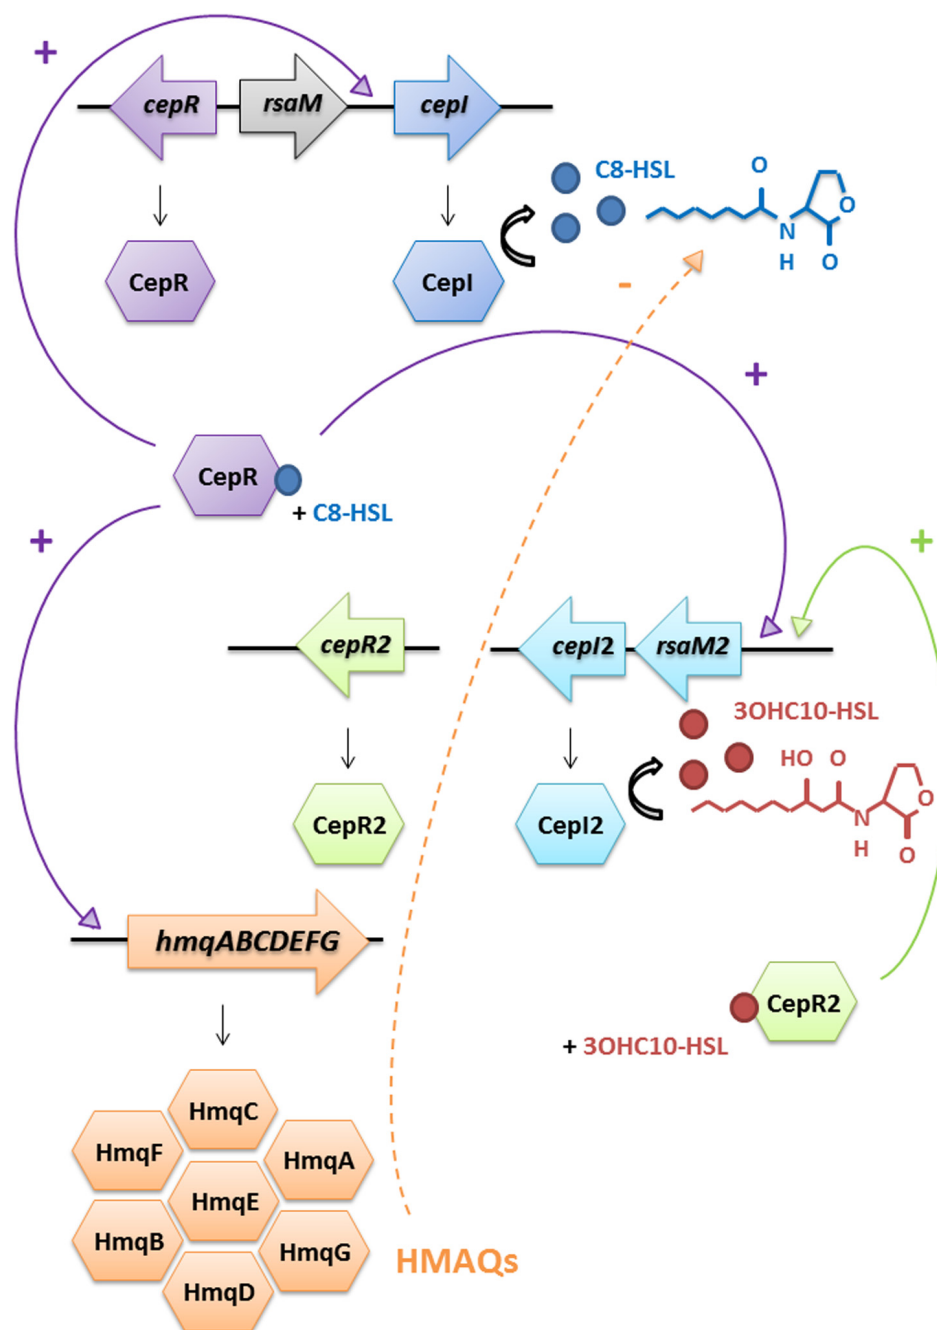 +
cepR
rsaM
cepI
C8-HSL
O
O
N
H
O
CepR
CepI
-
+
CepR
+ C8-HSL
+
+
cepR2
cepI2
rsaM2
3OHC10-HSL
HO
O
O
N
H
O
CepR2
CepI2
hmqABCDEFG
CepR2
+ 3OHC10-HSL
HmqC
HmqF
HmqA
HmqE
HmqB
HmqG
HmqD
HMAQs